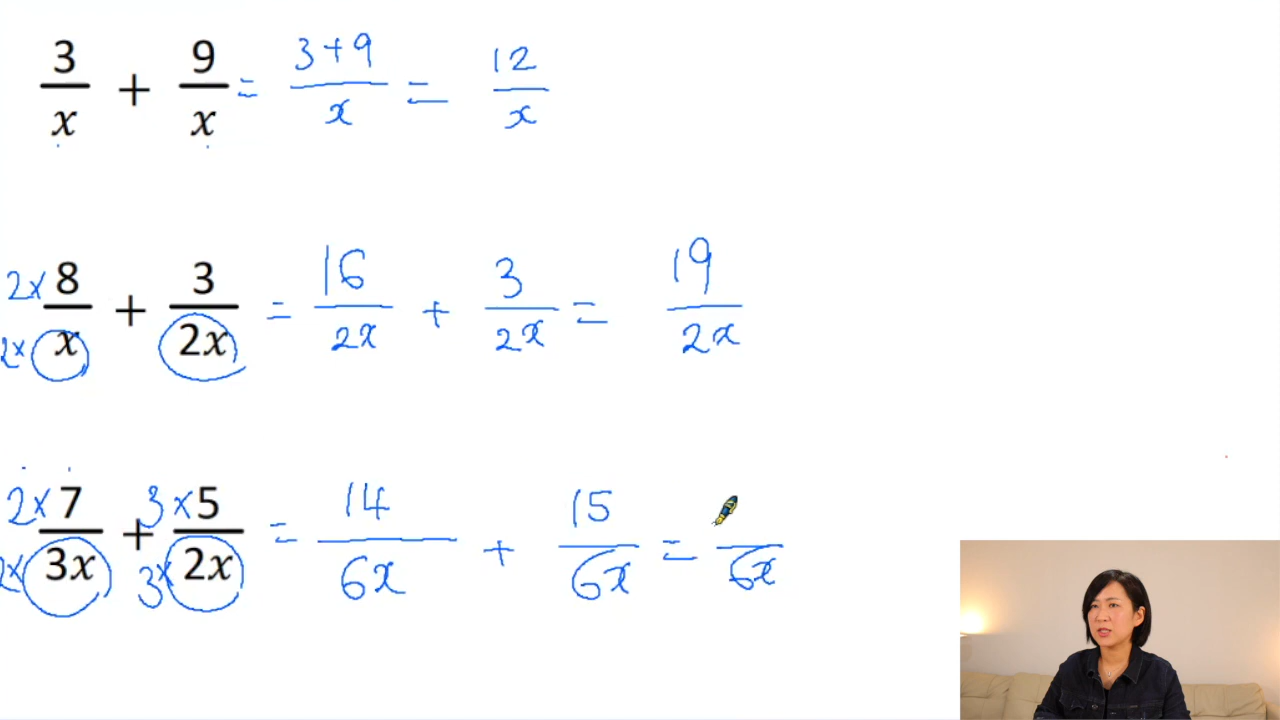 3/x + 9/x = 3+9/x = 12/x
2× 8/2× x + 3/2x = 16/2x + 3/2x = 19/2x
2× 7/2× 3x + 3× 5/3× 2x = 14/6x + 15/6x = /6x